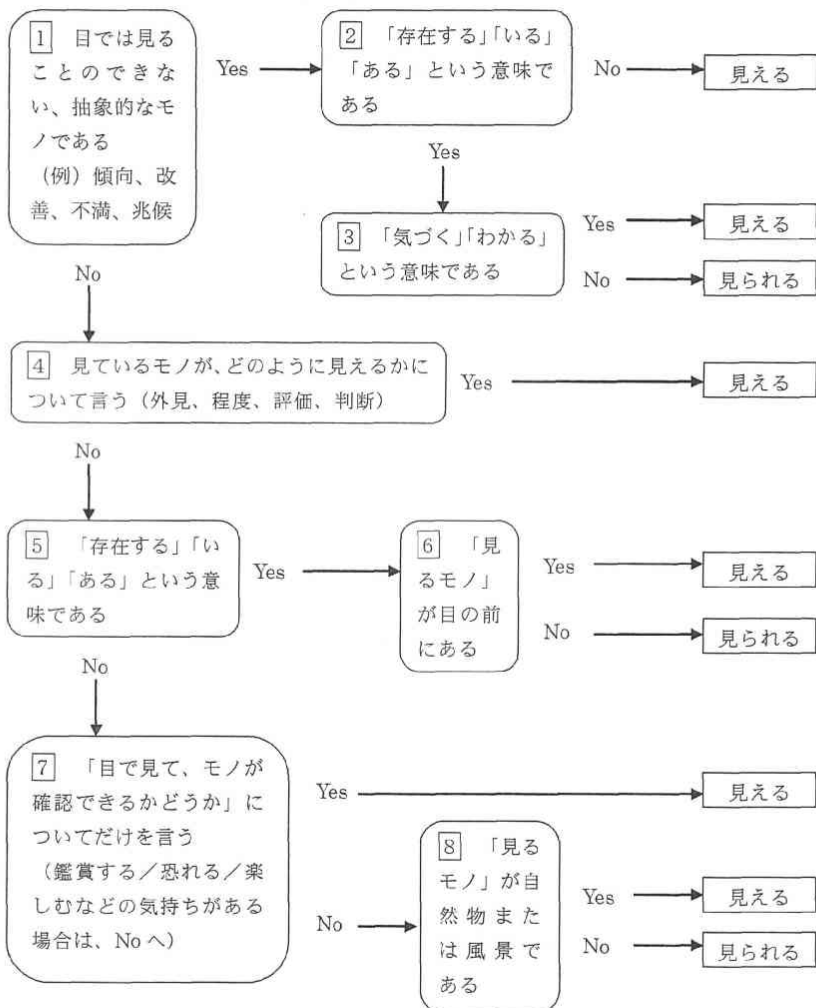 1 目では見る
ことのできな
い、抽象的なモ
ノである
(例)傾向、改
善、不満、兆候
Yes
2 「存在する」「いる」
「ある」という意味で
ある
No
見える
Yes
3 「気づく」「わかる」
という意味である
Yes
見える
No
見られる
No
4 見ているモノが、どのように見えるかに
ついて言う(外見、程度、評価、判断)
Yes
見える
No
5 「存在する」「い
る」「ある」という意
味である
Yes
6 「見
るモノ」
が目の前
にある
Yes
見える
No
見られる
No
7 「目で見て、モノが
確認できるかどうか」に
ついてだけを言う
(鑑賞する/恐れる/楽
しむなどの気持ちがある
場合は、Noへ)
Yes
見える
No
8 「見る
モノ」が自
然物また
は風景で
ある
Yes
見える
No
見られる